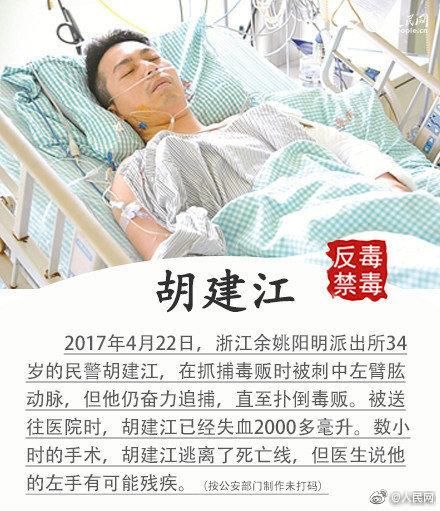 人民网
people.cn
反毒
禁毒
胡建江
2017年4月22日，浙江余姚阳明派出所34
岁的民警胡建江，在抓捕毒贩时被刺中左臂肱
动脉，但他仍奋力追捕，直至扑倒毒贩。被送
往医院时，胡建江已经失血2000多毫升。数小
时的手术，胡建江逃离了死亡线，但医生说他
的左手有可能残疾。（按公安部门制作未打码）
@人民网